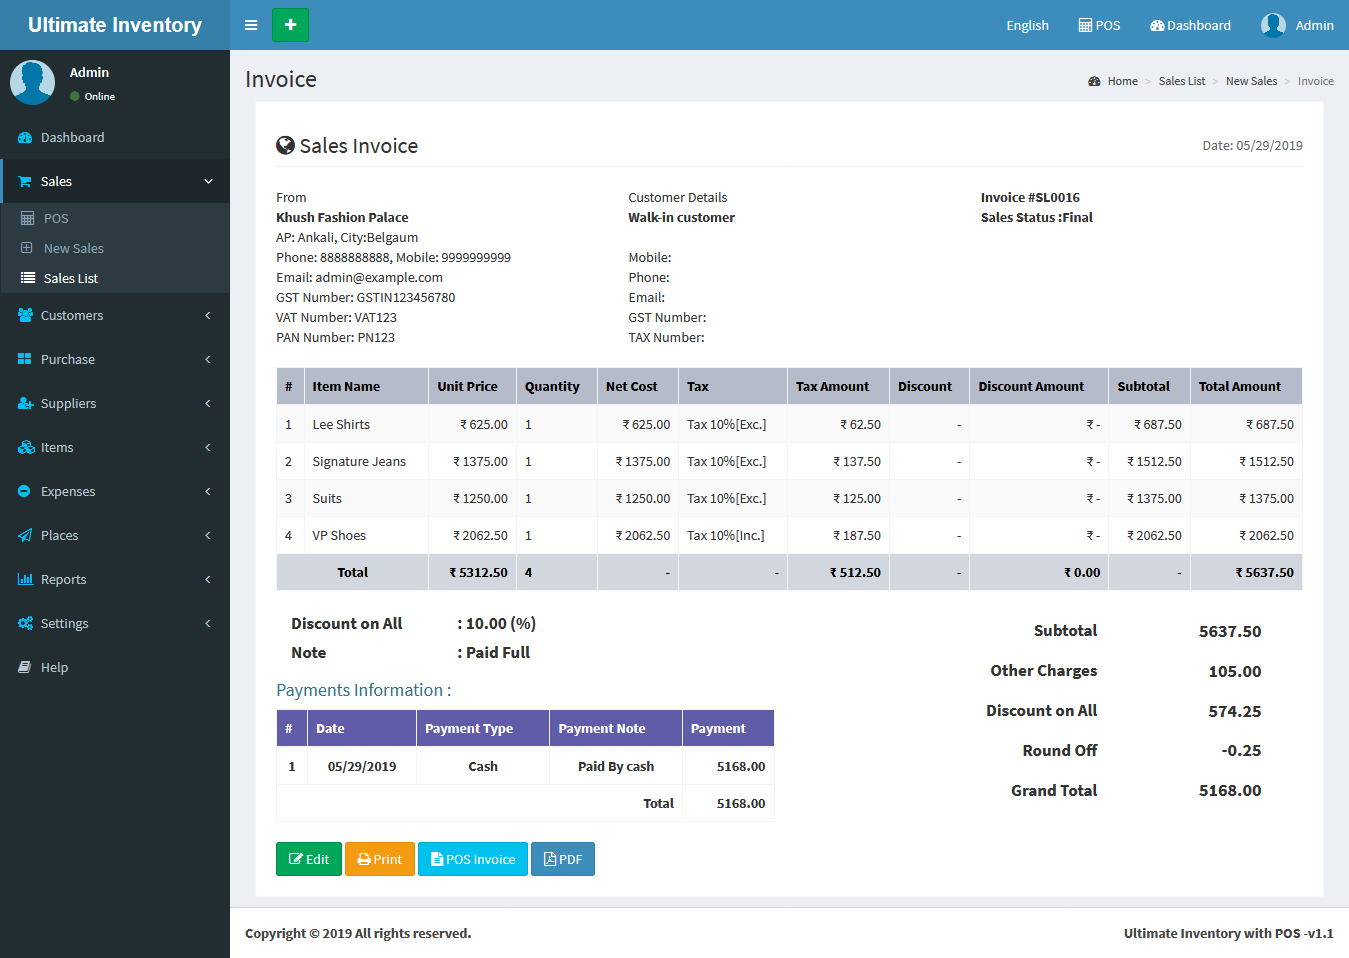 Ultimate Inventory
English POS Dashboard Admin
Admin
Online
Dashboard
Sales
POS
New Sales
Sales List
Customers
Purchase
Suppliers
Items
Expenses
Places
Reports
Settings
Help
Invoice
Home > Sales List > New Sales > Invoice
Sales Invoice
Date: 05/29/2019
From
Khush Fashion Palace
AP: Ankali, City:Belgaum
Phone: 8888888888, Mobile: 9999999999
Email: admin@example.com
GST Number: GSTIN123456780
VAT Number: VAT123
PAN Number: PN123
Customer Details
Walk-in customer
Mobile:
Phone:
Email:
GST Number:
TAX Number:
Invoice #SL0016
Sales Status :Final
# Item Name Unit Price Quantity Net Cost Tax Tax Amount Discount Discount Amount Subtotal Total Amount
1 Lee Shirts ₹ 625.00 1 ₹ 625.00 Tax 10%[Exc.] ₹ 62.50 - ₹ - ₹ 687.50 ₹ 687.50
2 Signature Jeans ₹ 1375.00 1 ₹ 1375.00 Tax 10%[Exc.] ₹ 137.50 - ₹ - ₹ 1512.50 ₹ 1512.50
3 Suits ₹ 1250.00 1 ₹ 1250.00 Tax 10%[Exc.] ₹ 125.00 - ₹ - ₹ 1375.00 ₹ 1375.00
4 VP Shoes ₹ 2062.50 1 ₹ 2062.50 Tax 10%[Inc.] ₹ 187.50 - ₹ - ₹ 2062.50 ₹ 2062.50
Total ₹ 5312.50 4 - - ₹ 512.50 - ₹ 0.00 - ₹ 5637.50
Discount on All : 10.00 (%)
Note : Paid Full
Payments Information :
# Date Payment Type Payment Note Payment
1 05/29/2019 Cash Paid By cash 5168.00
Total 5168.00
Subtotal 5637.50
Other Charges 105.00
Discount on All 574.25
Round Off -0.25
Grand Total 5168.00
Edit Print POS Invoice PDF
Copyright © 2019 All rights reserved.
Ultimate Inventory with POS -v1.1